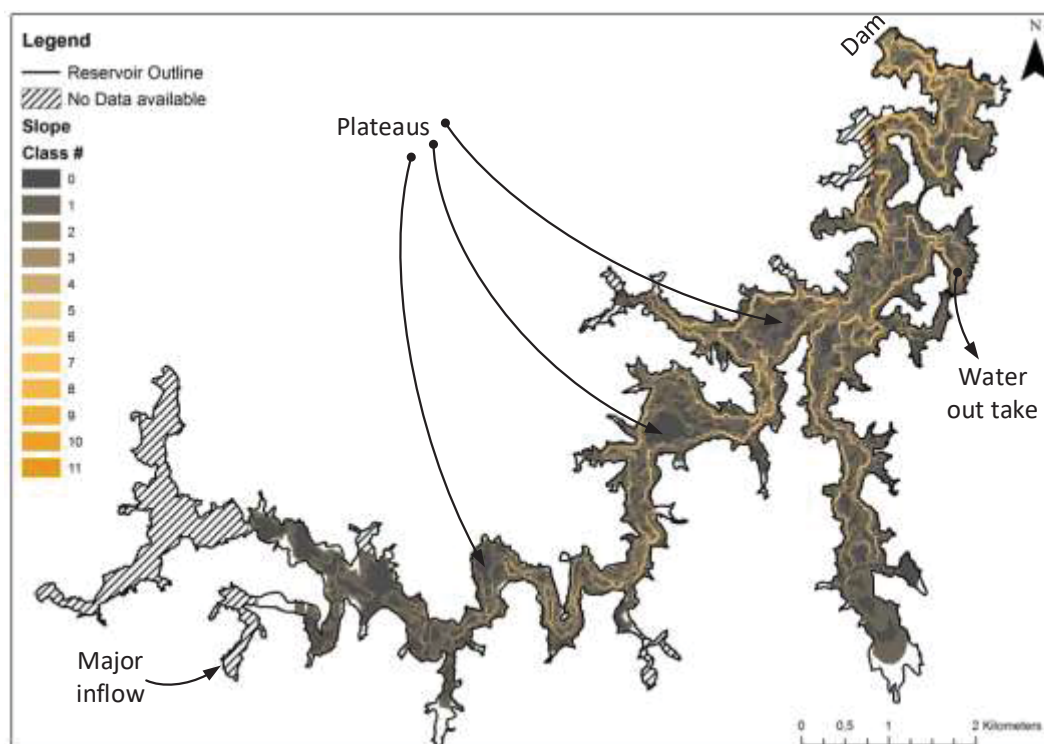 Legend
Reservoir Outline
No Data available
Slope
Class #
0
1
2
3
4
5
6
7
8
9
10
11
Plateaus
Dam
N
Water
out take
Major
inflow
0 0,5 1 2 Kilometers